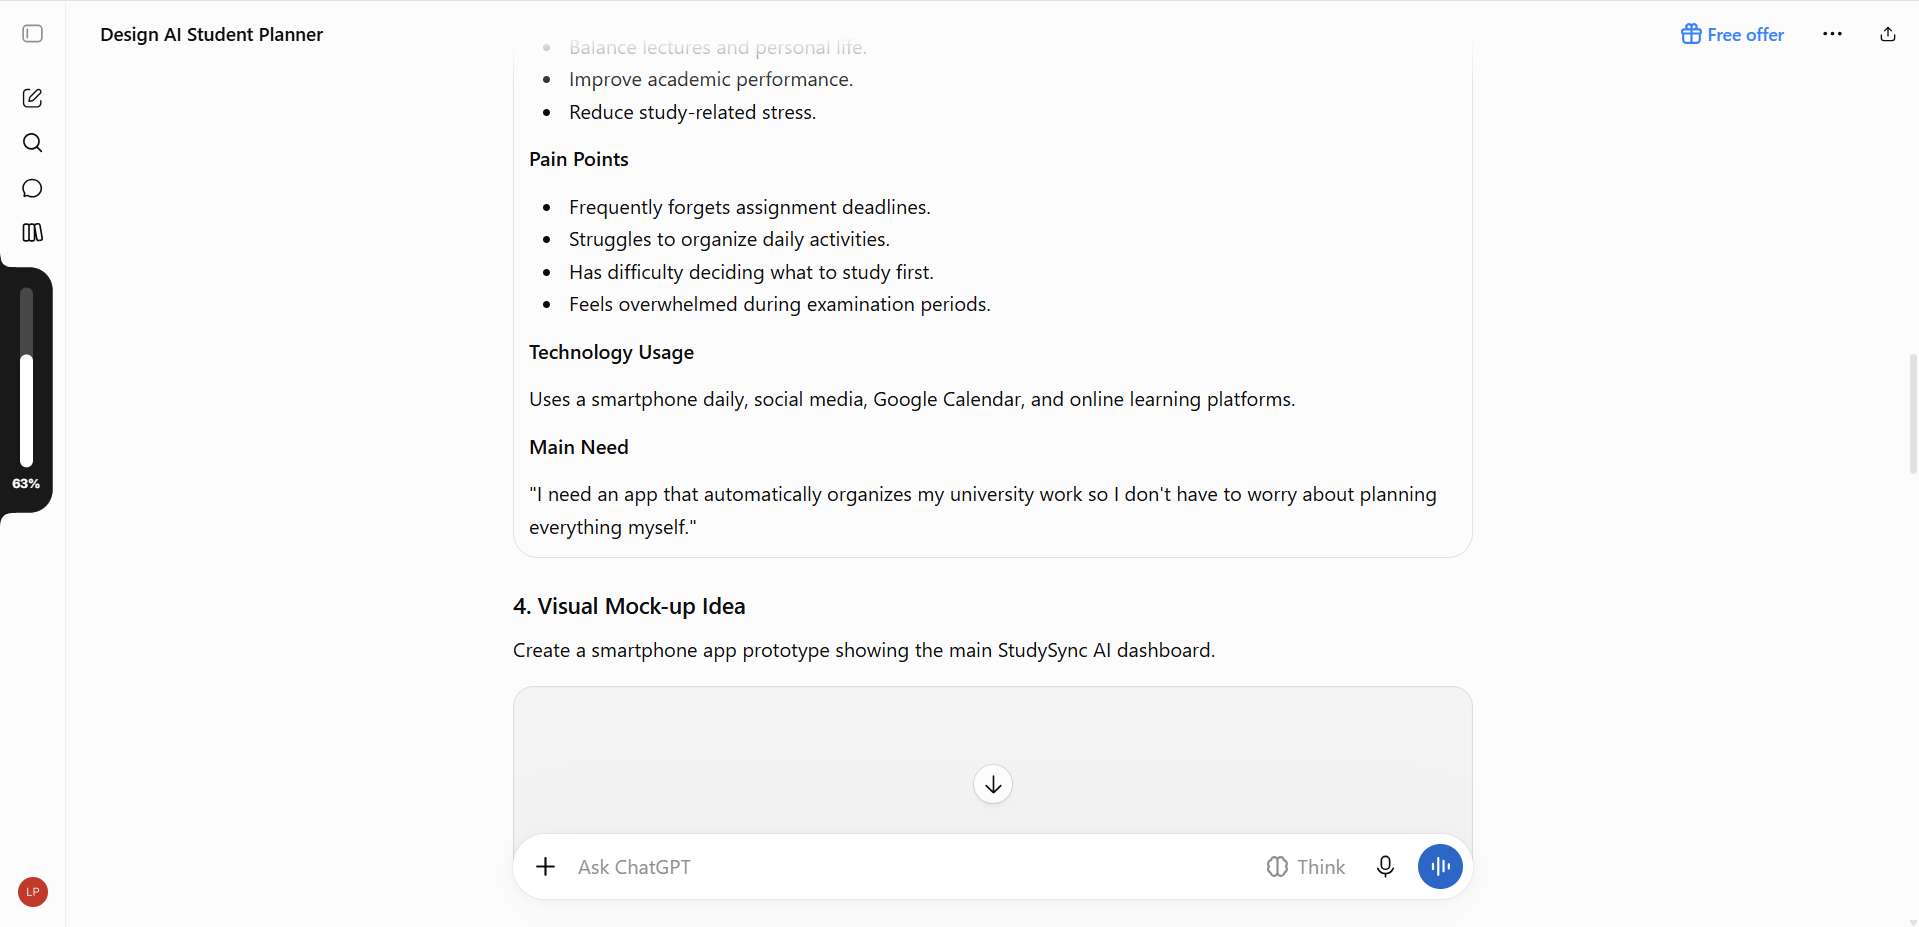 Design AI Student Planner
Free offer
Balance lectures and personal life.
Improve academic performance.
Reduce study-related stress.
Pain Points
Frequently forgets assignment deadlines.
Struggles to organize daily activities.
Has difficulty deciding what to study first.
Feels overwhelmed during examination periods.
Technology Usage
Uses a smartphone daily, social media, Google Calendar, and online learning platforms.
Main Need
"I need an app that automatically organizes my university work so I don't have to worry about planning
everything myself."
63%
4. Visual Mock-up Idea
Create a smartphone app prototype showing the main StudySync AI dashboard.
Ask ChatGPT
Think
LP